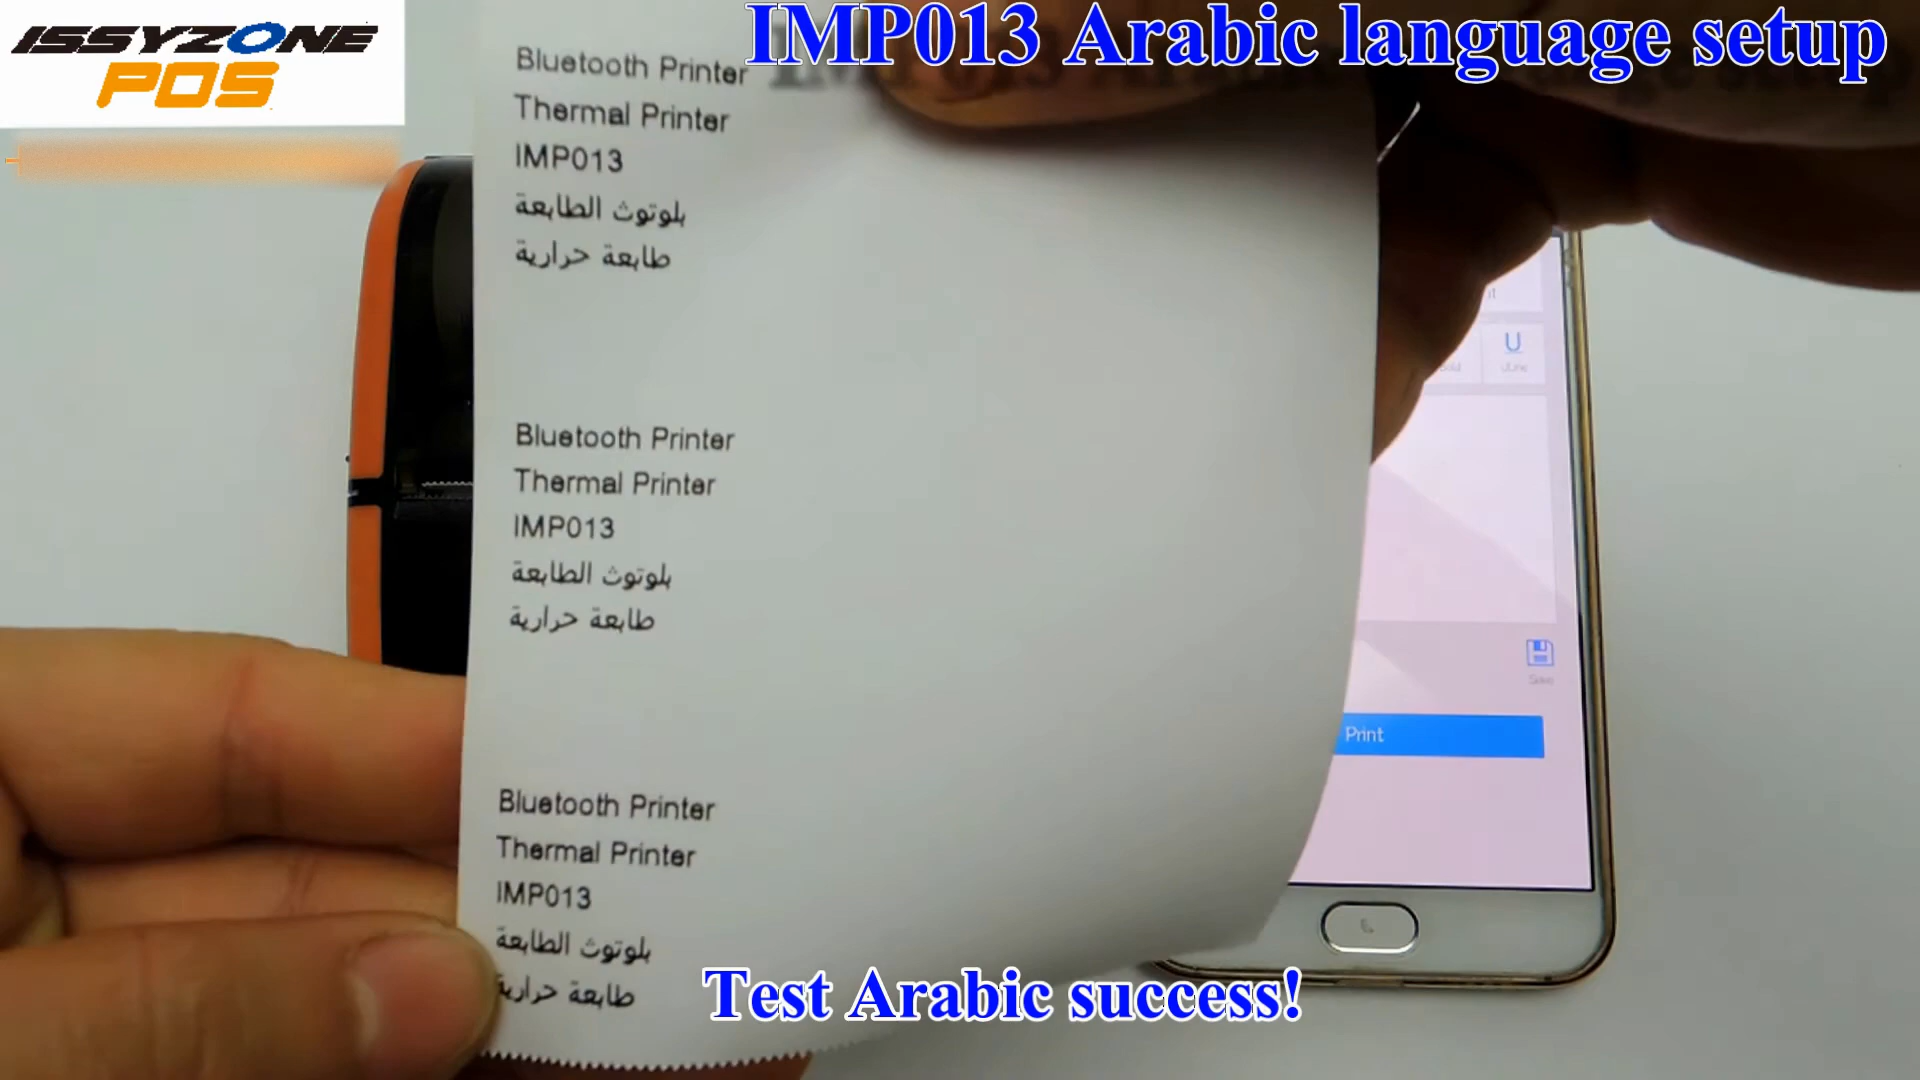 ISSYZONE
POS
IMP013 Arabic language setup
Bluetooth Printer
Thermal Printer
IMP013
بلوتوث الطابعة
طابعة حرارية
Bluetooth Printer
Thermal Printer
IMP013
بلوتوث الطابعة
طابعة حرارية
Bluetooth Printer
Thermal Printer
IMP013
بلوتوث الطابعة
طابعة حرارية
U
Save
Print
Test Arabic success!